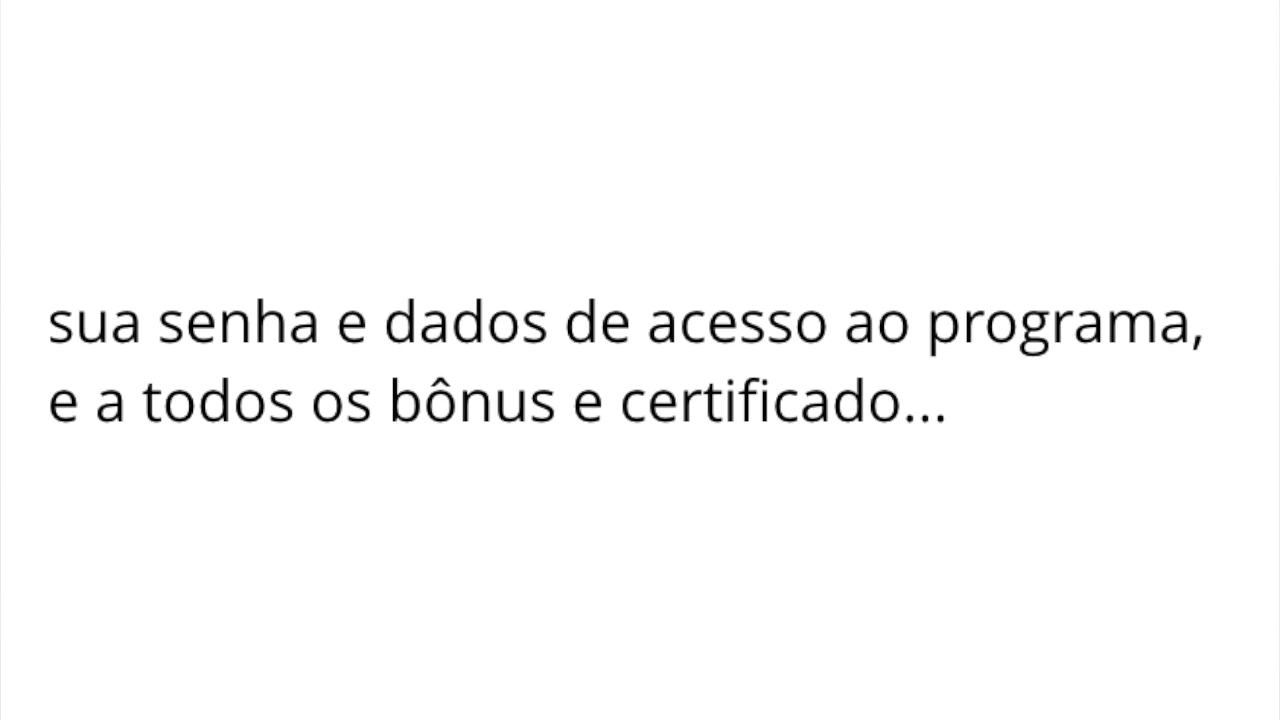 sua senha e dados de acesso ao programa,
e a todos os bônus e certificado...